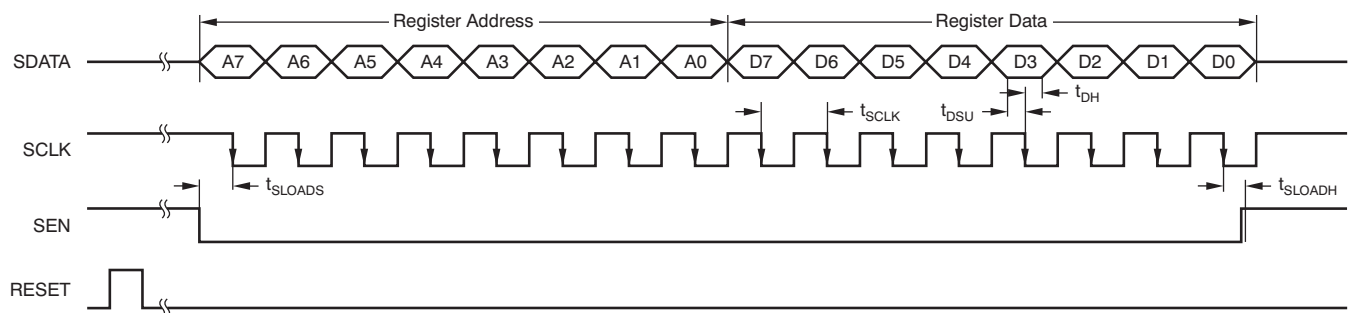 Register Address Register Data
SDATA A7 A6 A5 A4 A3 A2 A1 A0 D7 D6 D5 D4 D3 D2 D1 D0
tDH
tSCLK tDSU
SCLK
tSLOADS tSLOADH
SEN
RESET